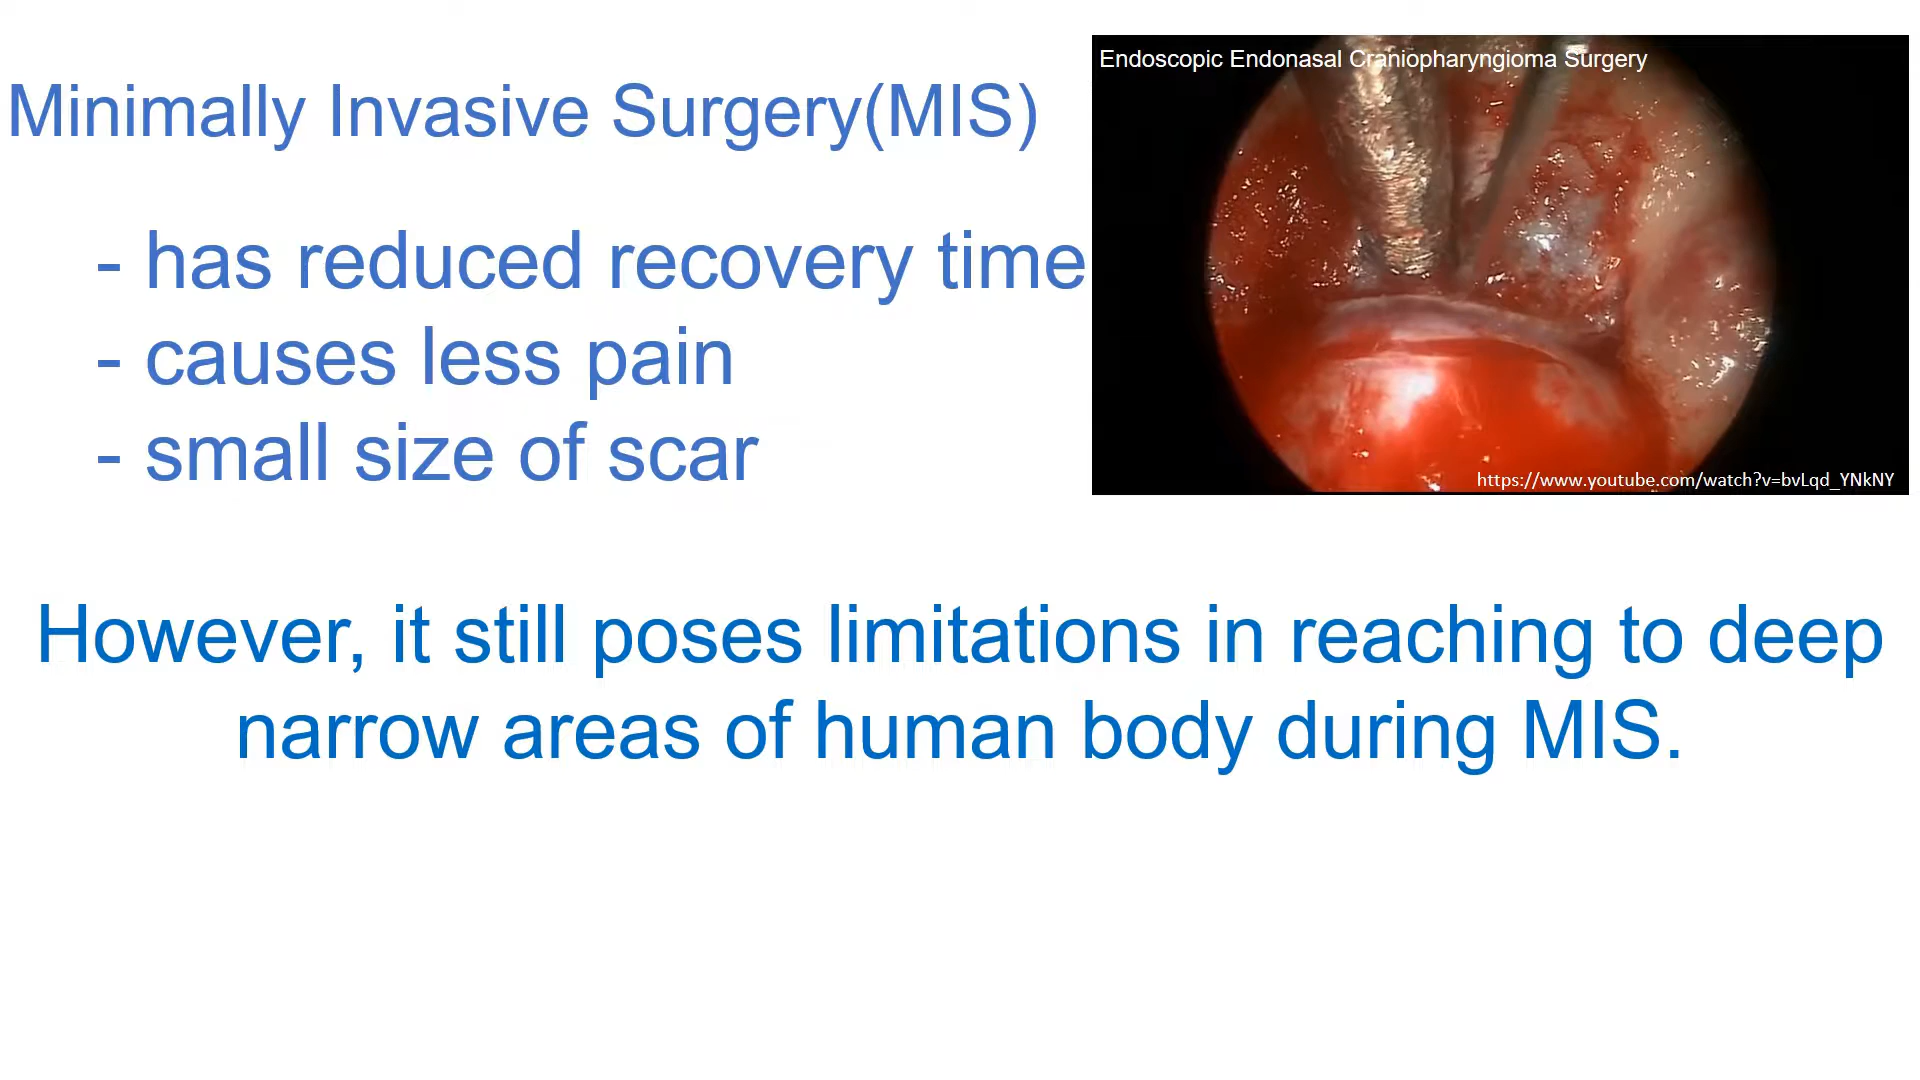 Minimally Invasive Surgery(MIS)
- has reduced recovery time
- causes less pain
- small size of scar
Endoscopic Endonasal Craniopharyngioma Surgery
https://www.youtube.com/watch?v=bvLqd_YNkNY
However, it still poses limitations in reaching to deep
narrow areas of human body during MIS.